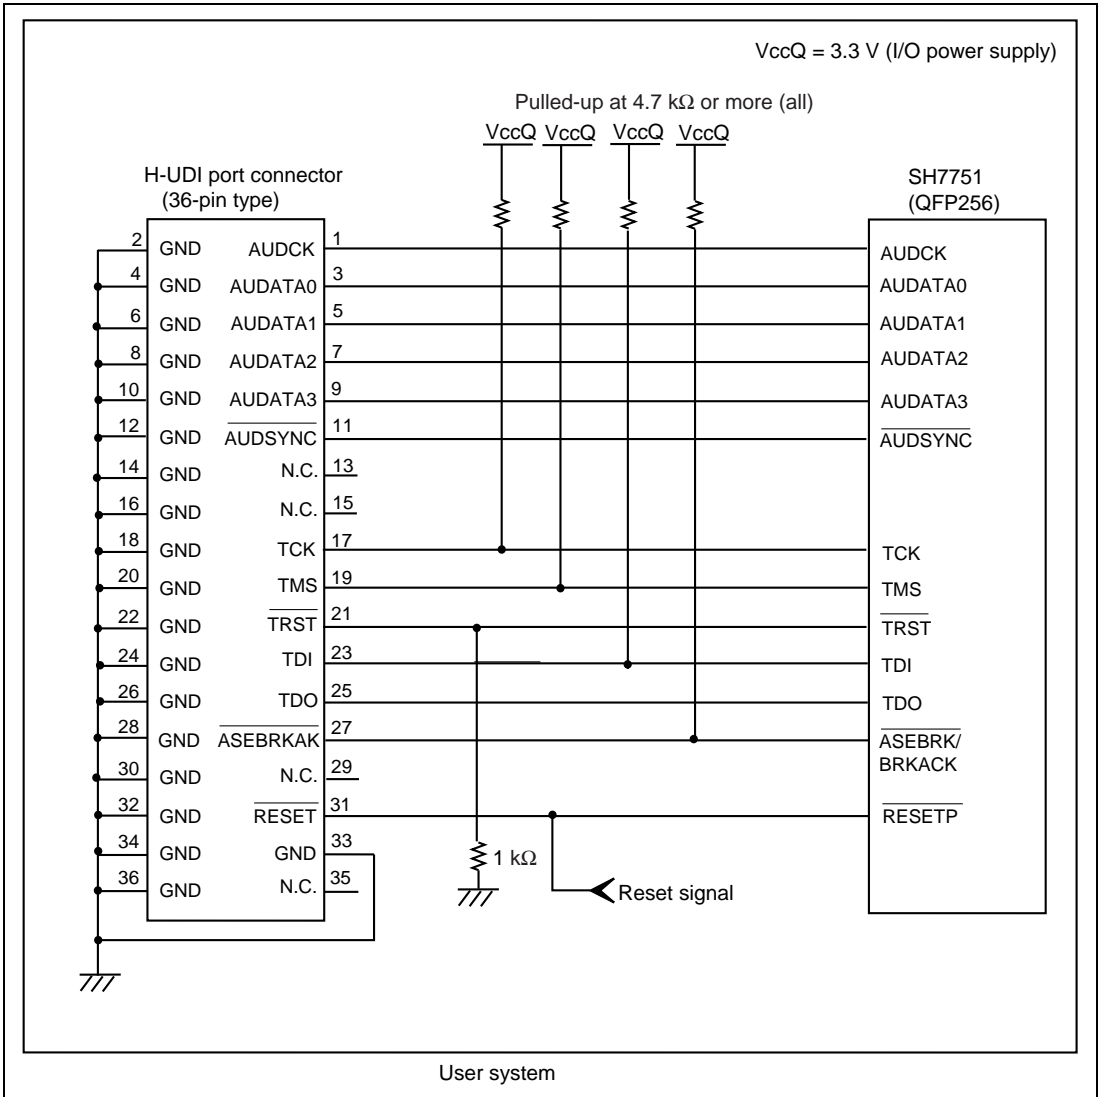 VccQ = 3.3 V (I/O power supply)
Pulled-up at 4.7 kΩ or more (all)
VccQ VccQ VccQ VccQ
H-UDI port connector
(36-pin type)
SH7751
(QFP256)
2 GND AUDCK 1 AUDCK
4 GND AUDATA0 3 AUDATA0
6 GND AUDATA1 5 AUDATA1
8 GND AUDATA2 7 AUDATA2
10 GND AUDATA3 9 AUDATA3
12 GND AUDSYNC 11 AUDSYNC
14 GND N.C. 13
16 GND N.C. 15
18 GND TCK 17 TCK
20 GND TMS 19 TMS
22 GND TRST 21 TRST
24 GND TDI 23 TDI
26 GND TDO 25 TDO
28 GND ASEBRKAK 27 ASEBRK/
BRKACK
30 GND N.C. 29
32 GND RESET 31 RESETP
34 GND GND 33
1 kΩ
36 GND N.C. 35
Reset signal
User system